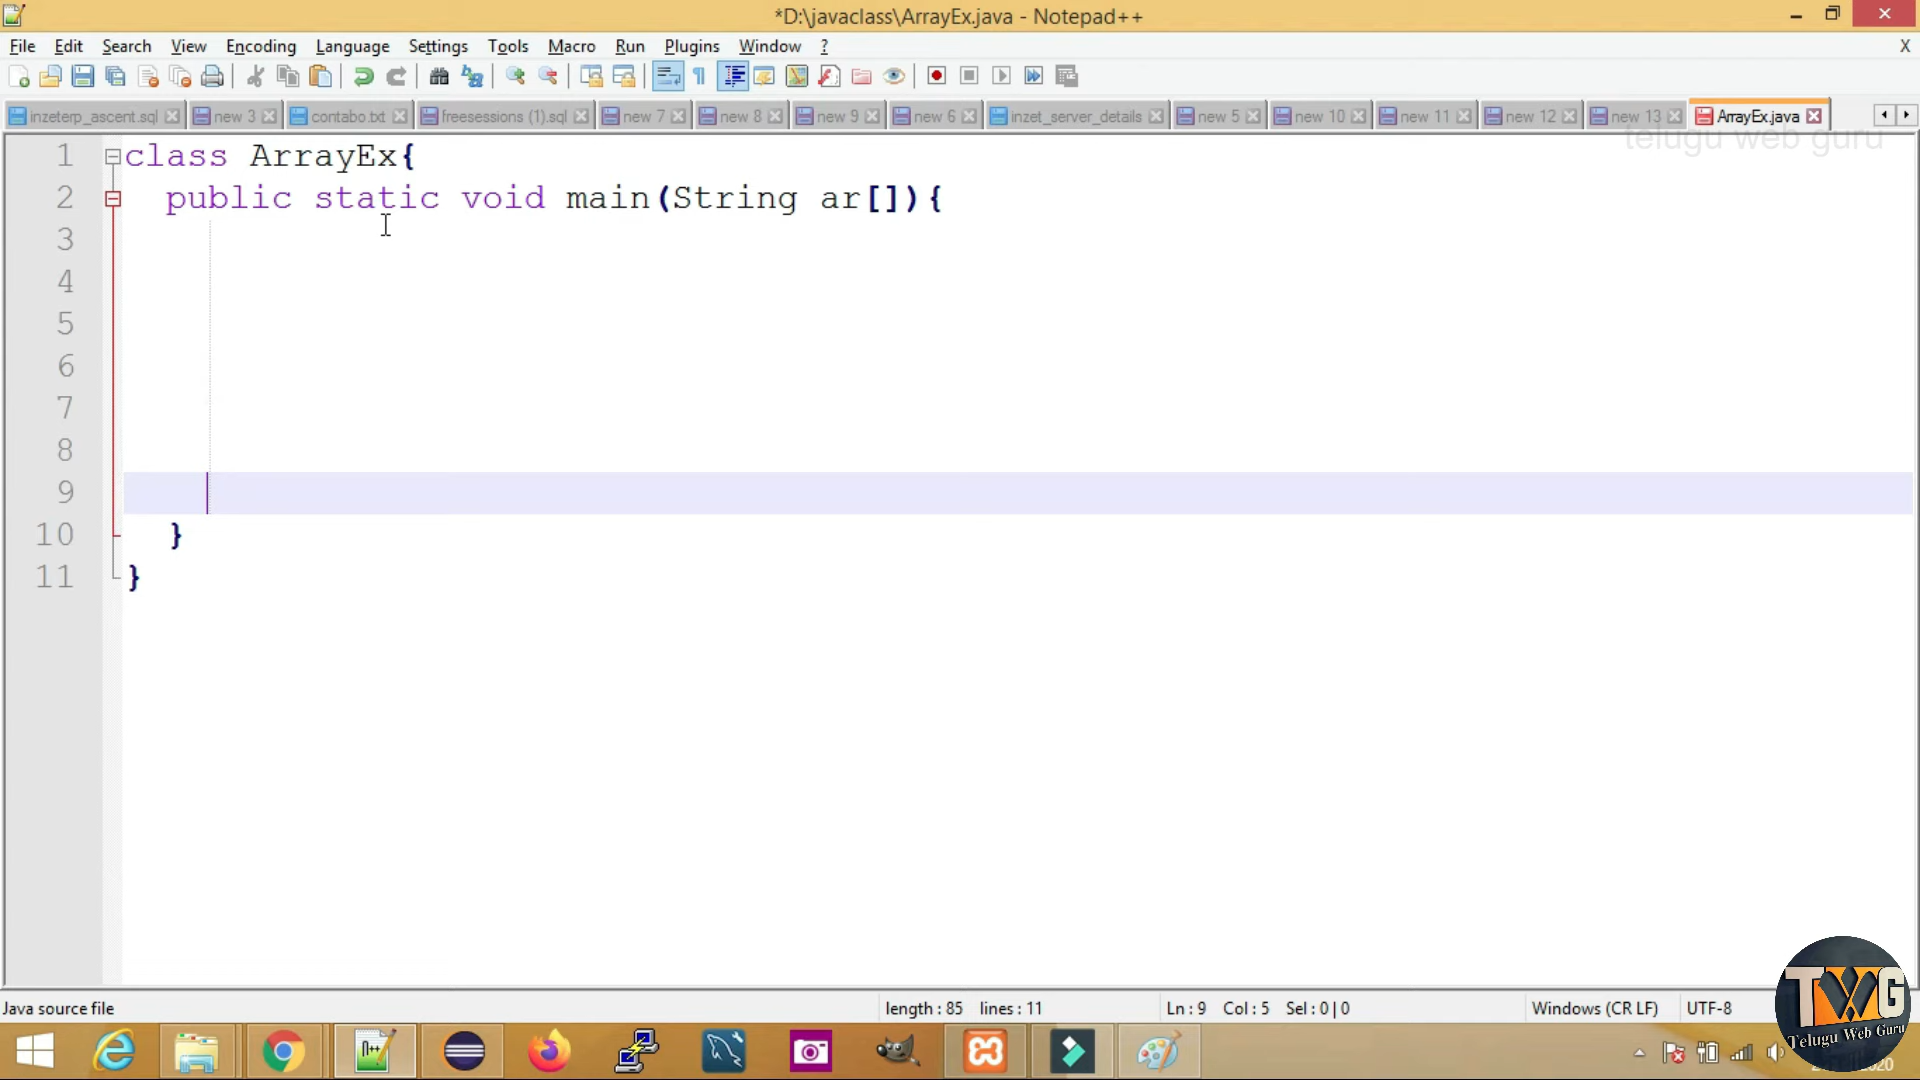 *D:\javaclass\ArrayEx.java - Notepad++
File Edit Search View Encoding Language Settings Tools Macro Run Plugins Window ? X
inzeterp_ascent.sql new 3 contabo.txt freesessions (1).sql new 7 new 8 new 9 new 6 inzet_server_details new 5 new 10 new 11 new 12 new 13 ArrayEx.java
telugu web guru
1 class ArrayEx{
2 public static void main(String ar[]){
3
4
5
6
7
8
9
10 }
11 }
Java source file length : 85 lines : 11 Ln : 9 Col : 5 Sel : 0 | 0 Windows (CR LF) UTF-8
TWG
Telugu Web Guru